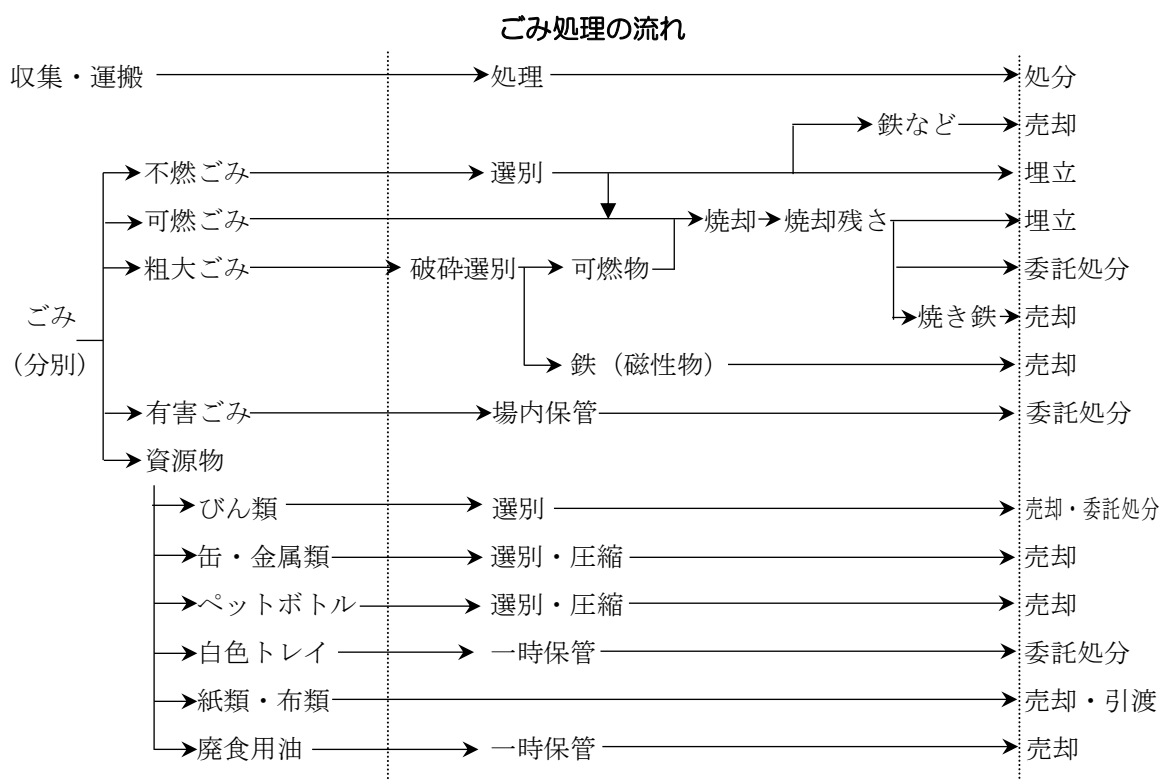 ごみ処理の流れ
収集・運搬 処理 処分
鉄など 売却
不燃ごみ 選別 埋立
可燃ごみ 焼却 焼却残さ 埋立
粗大ごみ 破砕選別 可燃物 委託処分
ごみ 焼き鉄 売却
(分別) 鉄(磁性物) 売却
有害ごみ 場内保管 委託処分
資源物
びん類 選別 売却・委託処分
缶・金属類 選別・圧縮 売却
ペットボトル 選別・圧縮 売却
白色トレイ 一時保管 委託処分
紙類・布類 売却・引渡
廃食用油 一時保管 売却